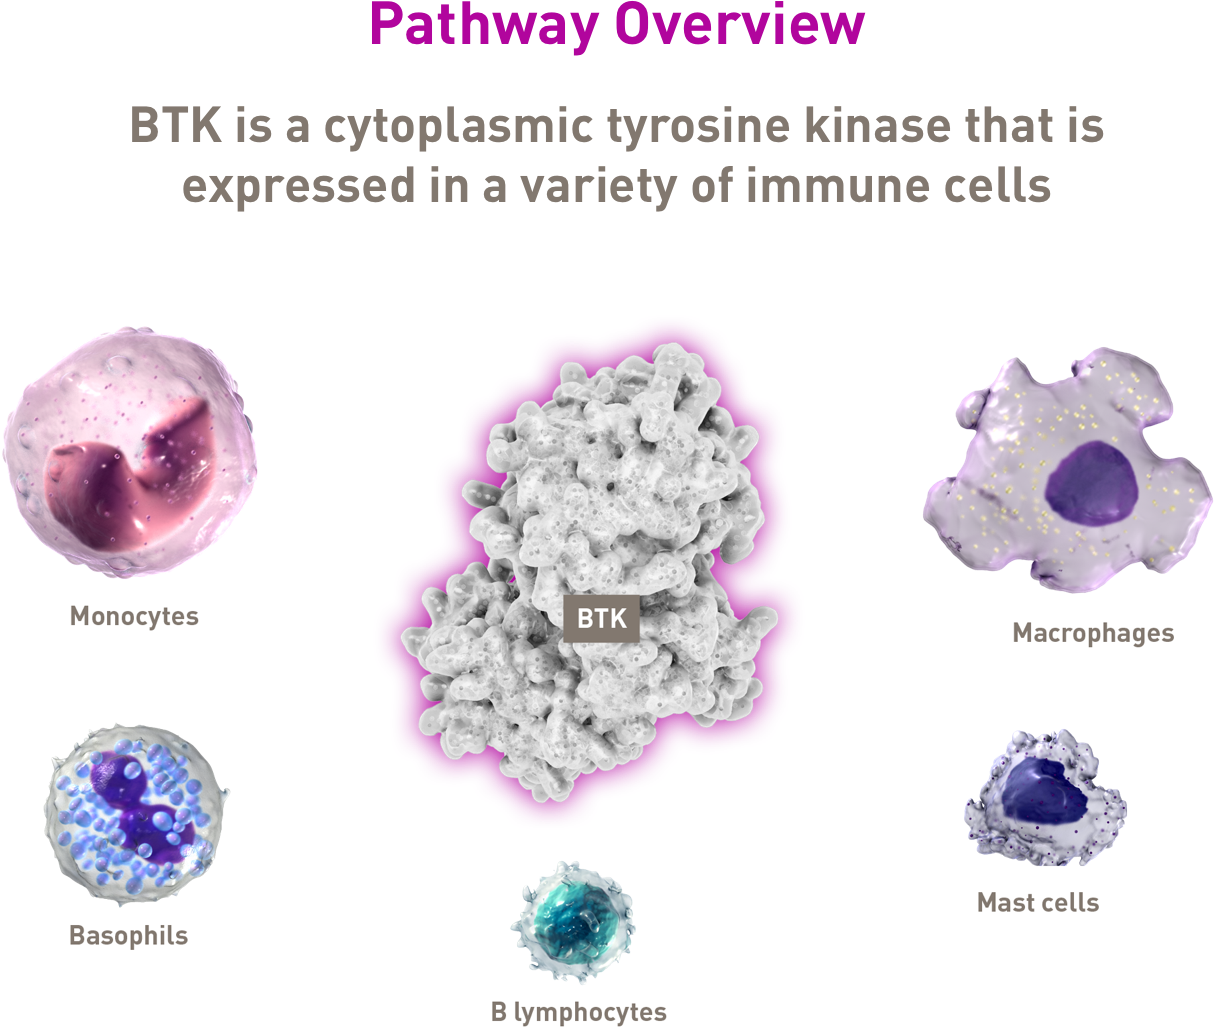 Pathway Overview
BTK is a cytoplasmic tyrosine kinase that is
expressed in a variety of immune cells
BTK
Monocytes
Macrophages
Basophils
Mast cells
B lymphocytes